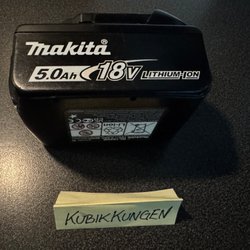 makita
5.0Ah 18V LITHIUM-ION
KUBIKKUNGEN